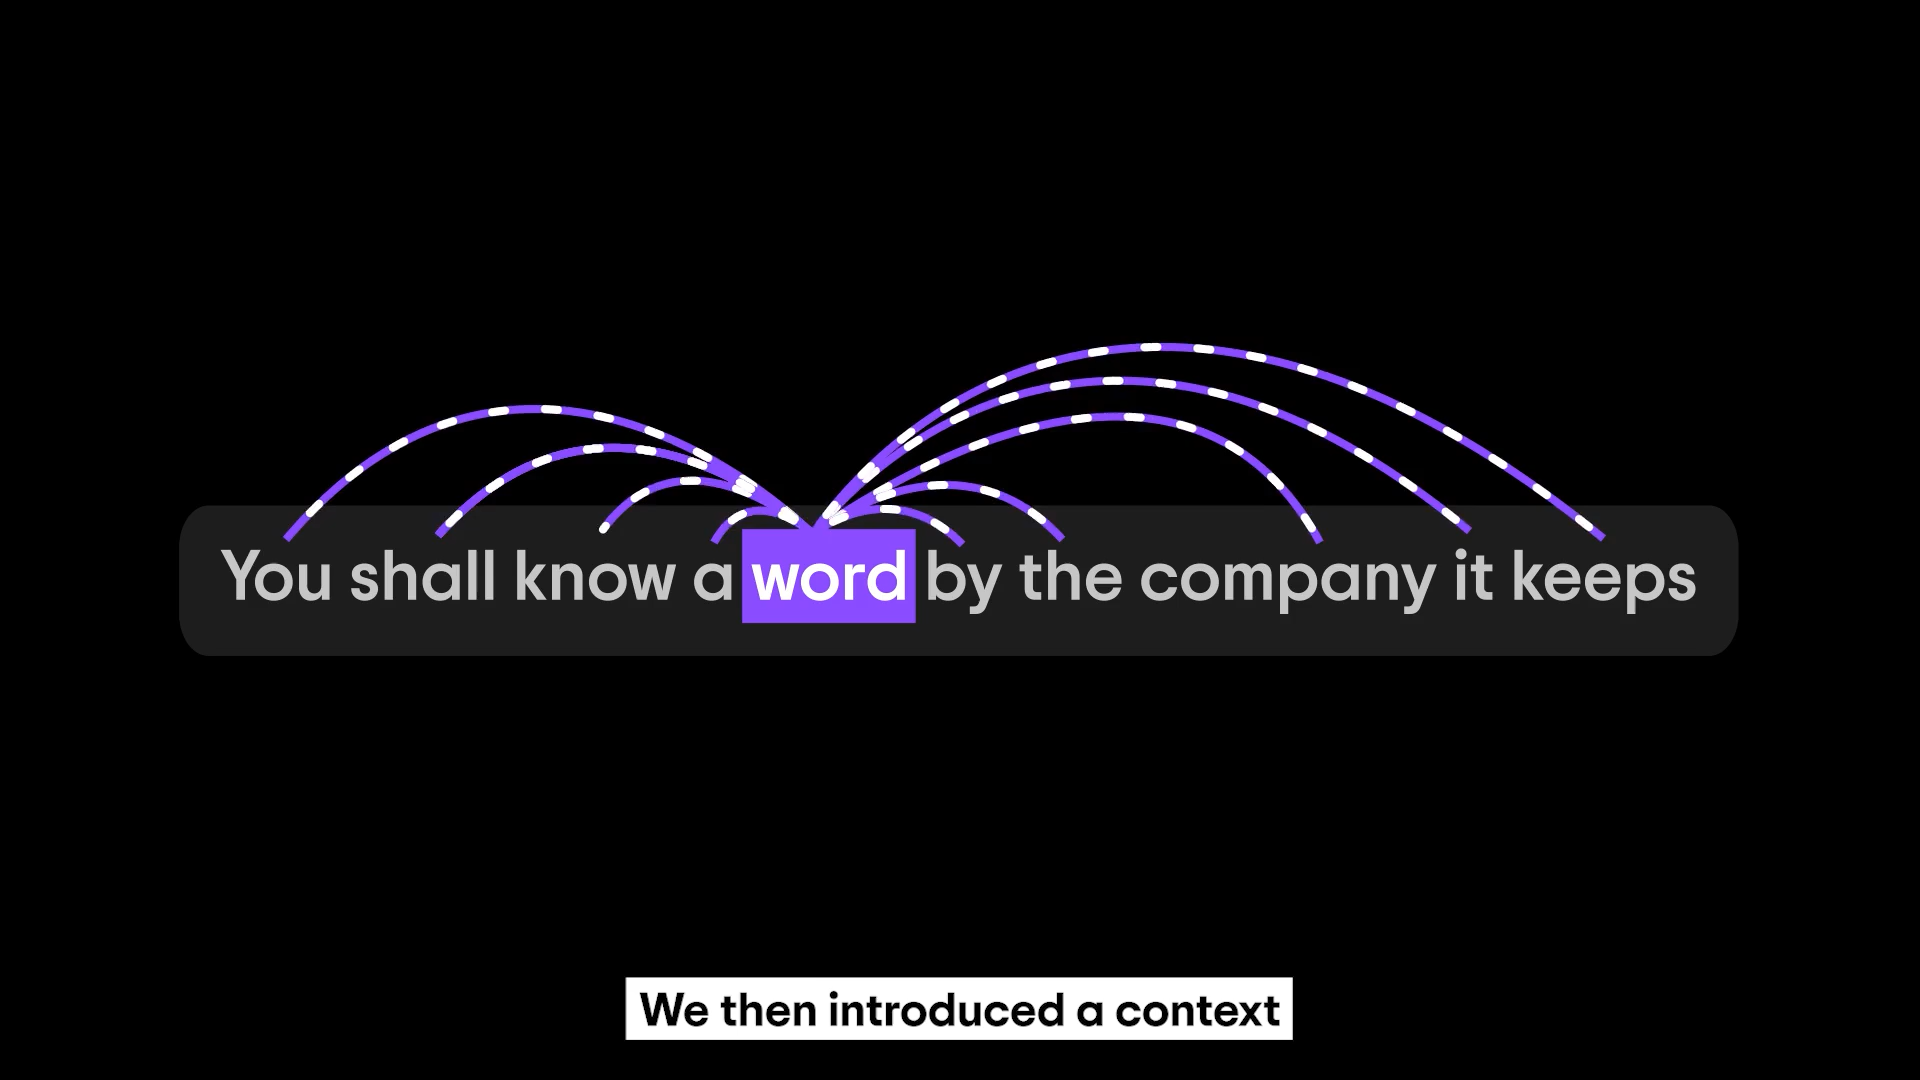 You shall know a word by the company it keeps
We then introduced a context